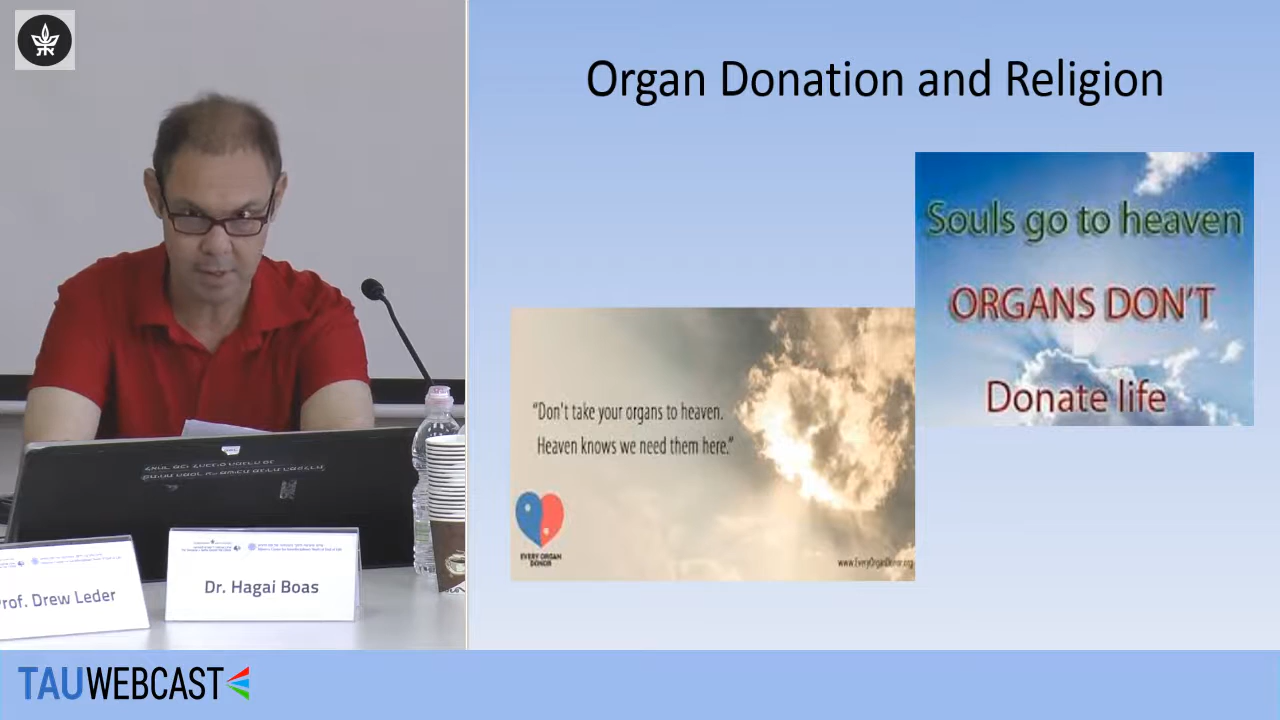 Organ Donation and Religion
Souls go to heaven
ORGANS DON'T
Donate life
"Don't take your organs to heaven.
Heaven knows we need them here."
EVERY ORGAN
DONOR
www.EveryOrganDonor.org
Prof. Drew Leder
Dr. Hagai Boas
TAUWEBCAST